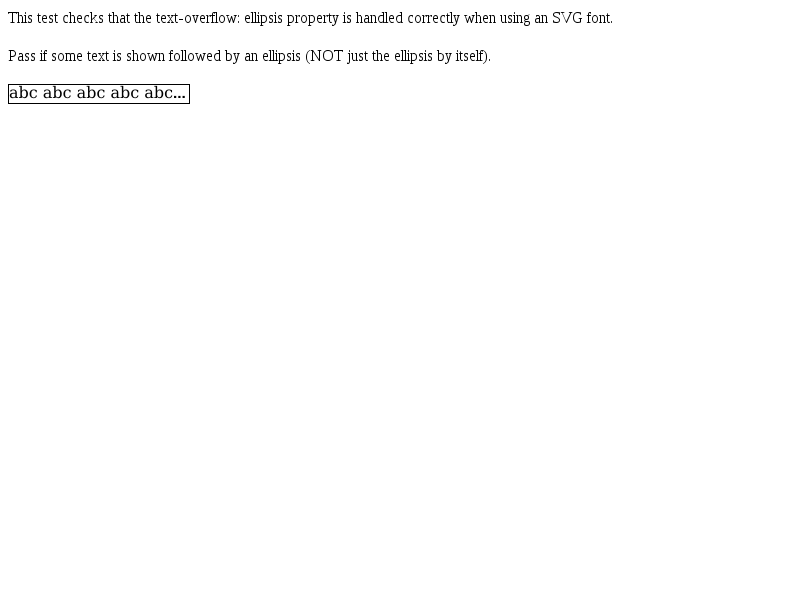 This test checks that the text-overflow: ellipsis property is handled correctly when using an SVG font.
Pass if some text is shown followed by an ellipsis (NOT just the ellipsis by itself).
abc abc abc abc abc...